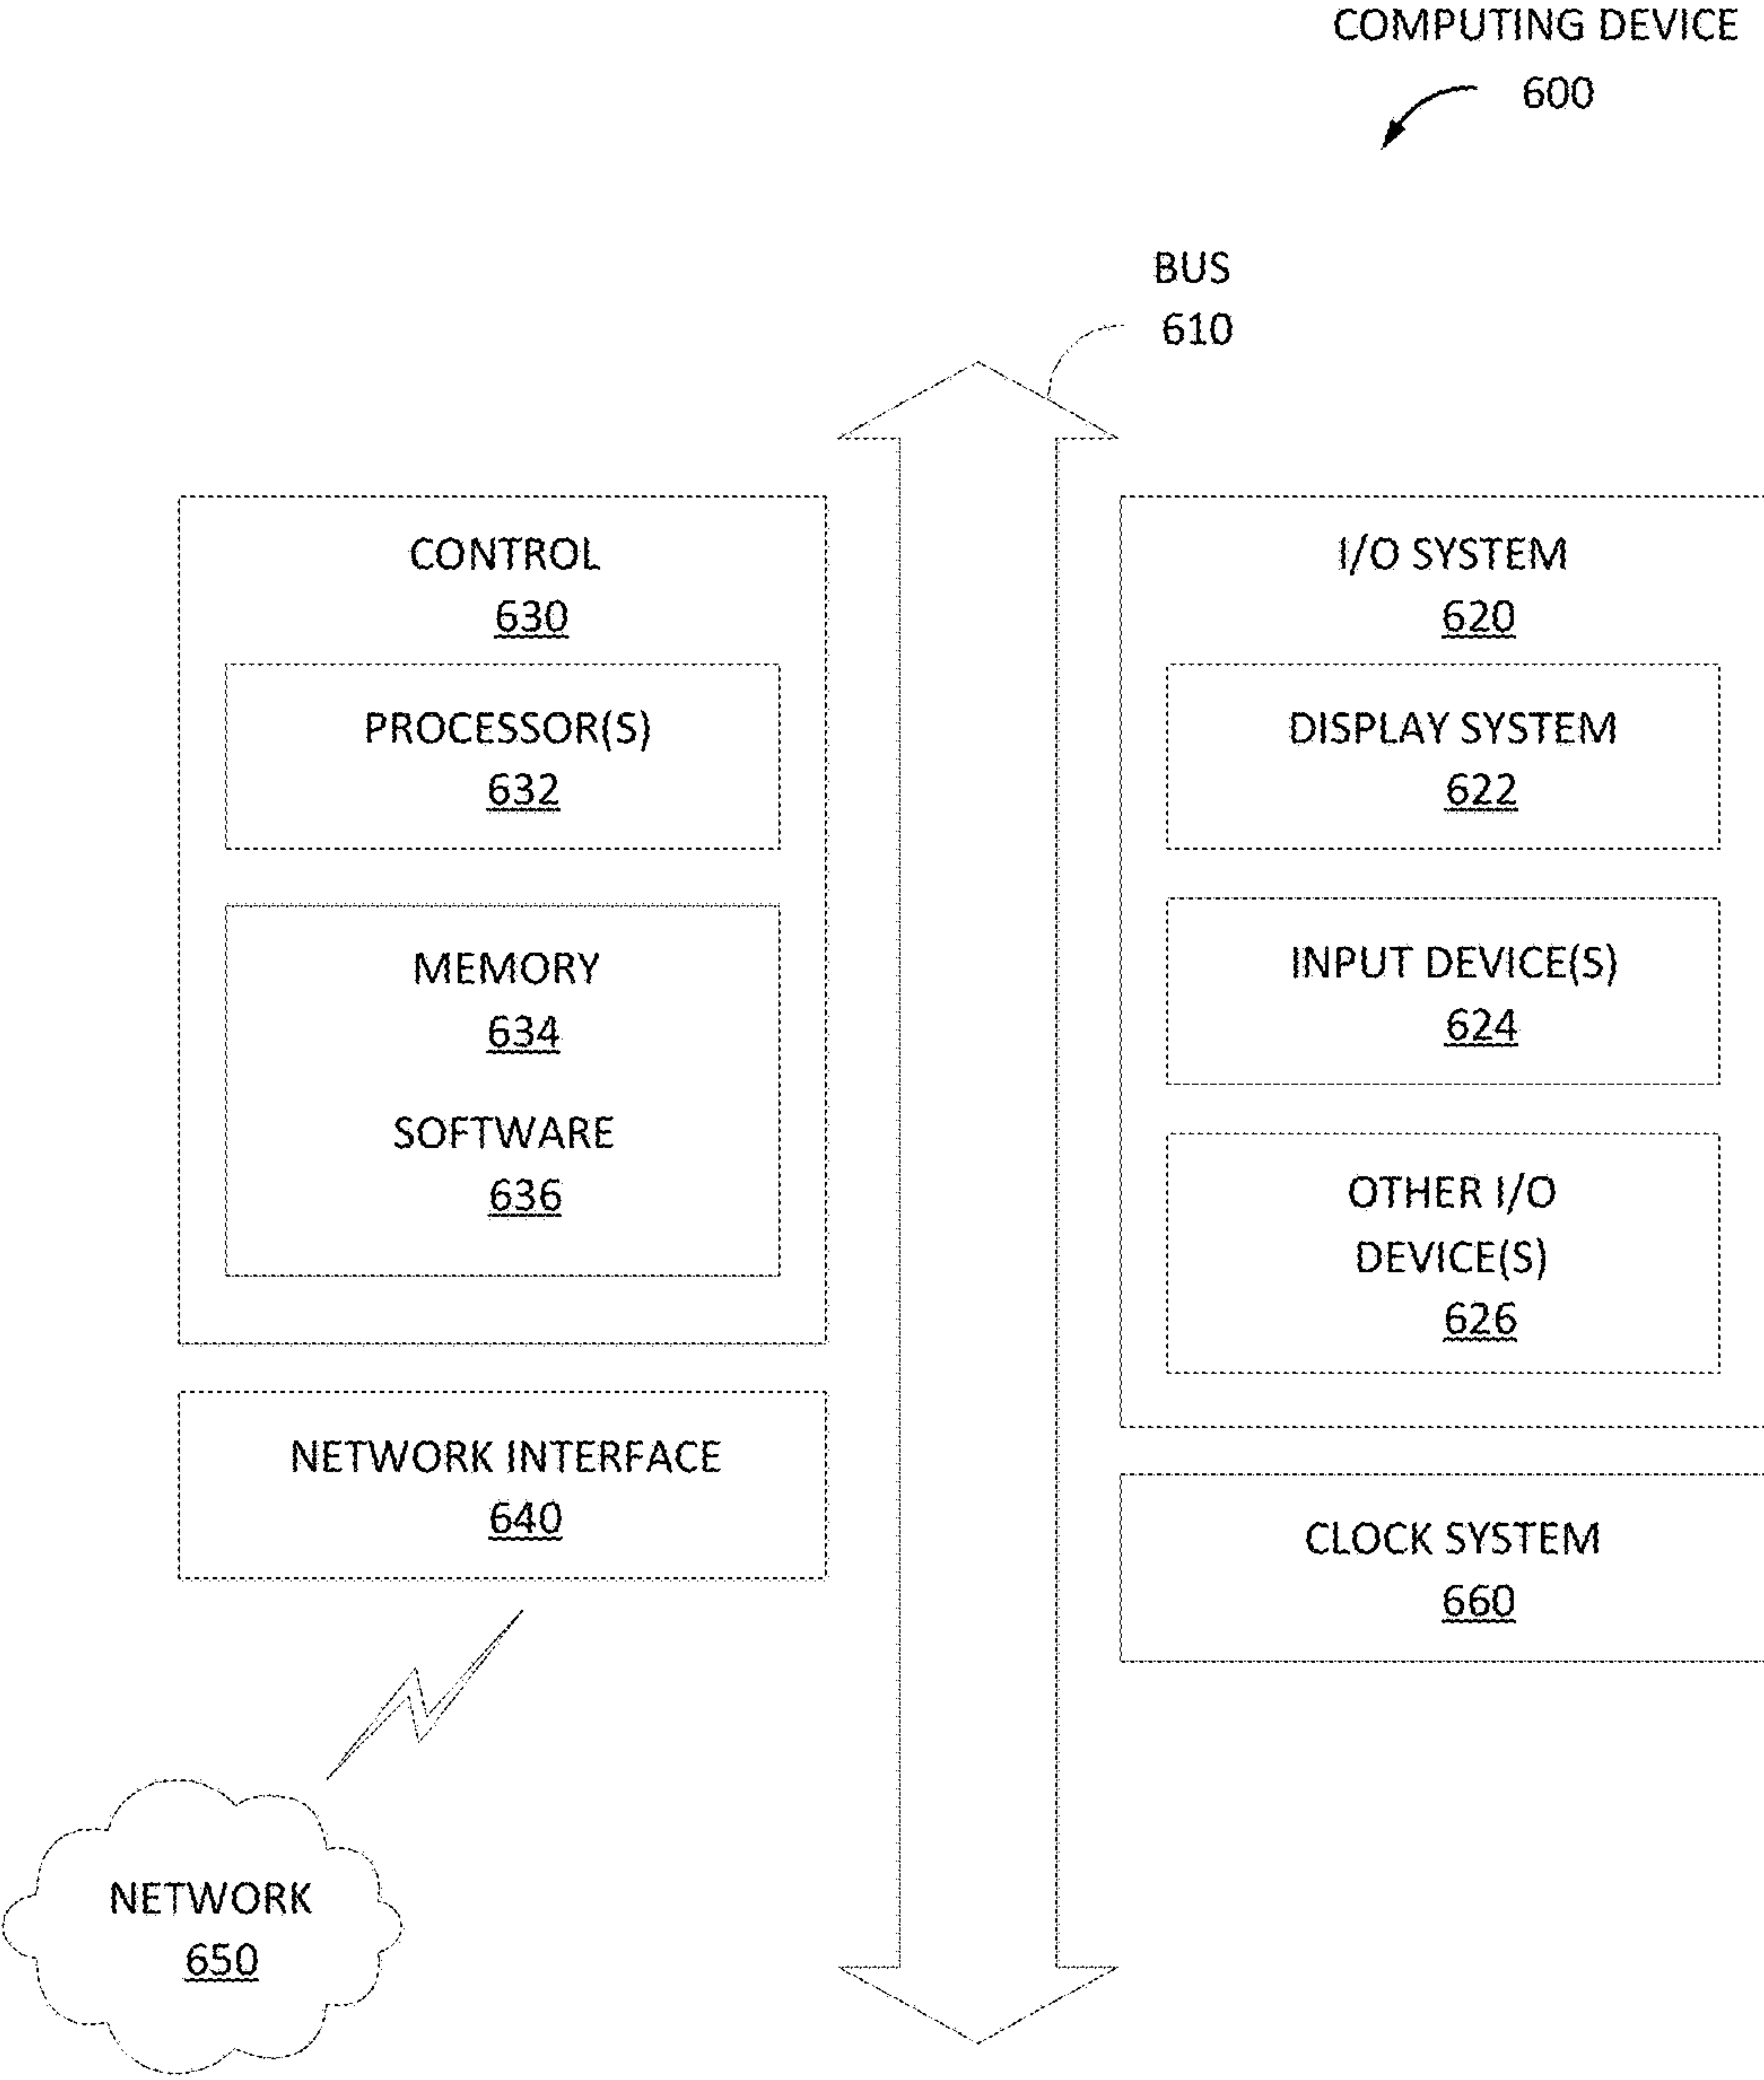 COMPUTING DEVICE
600
BUS
610
CONTROL
630
PROCESSOR(S)
632
MEMORY
634
SOFTWARE
636
NETWORK INTERFACE
640
NETWORK
650
I/O SYSTEM
620
DISPLAY SYSTEM
622
INPUT DEVICE(S)
624
OTHER I/O
DEVICE(S)
626
CLOCK SYSTEM
660